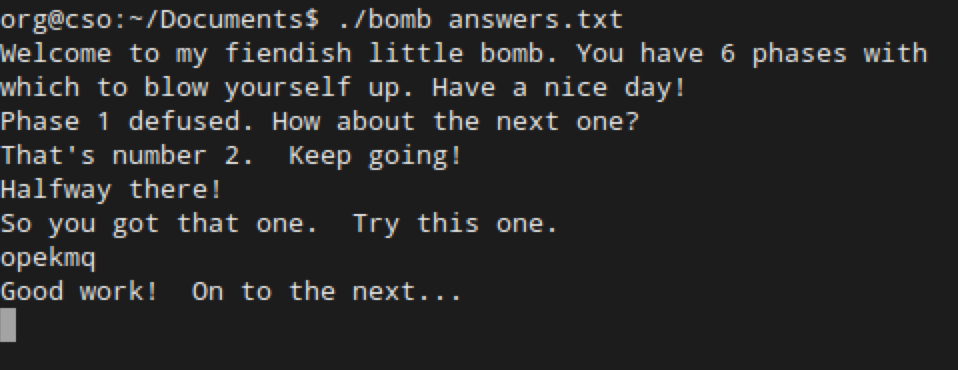 org@cso:~/Documents$ ./bomb answers.txt
Welcome to my fiendish little bomb. You have 6 phases with
which to blow yourself up. Have a nice day!
Phase 1 defused. How about the next one?
That's number 2.  Keep going!
Halfway there!
So you got that one.  Try this one.
opekmq
Good work!  On to the next...